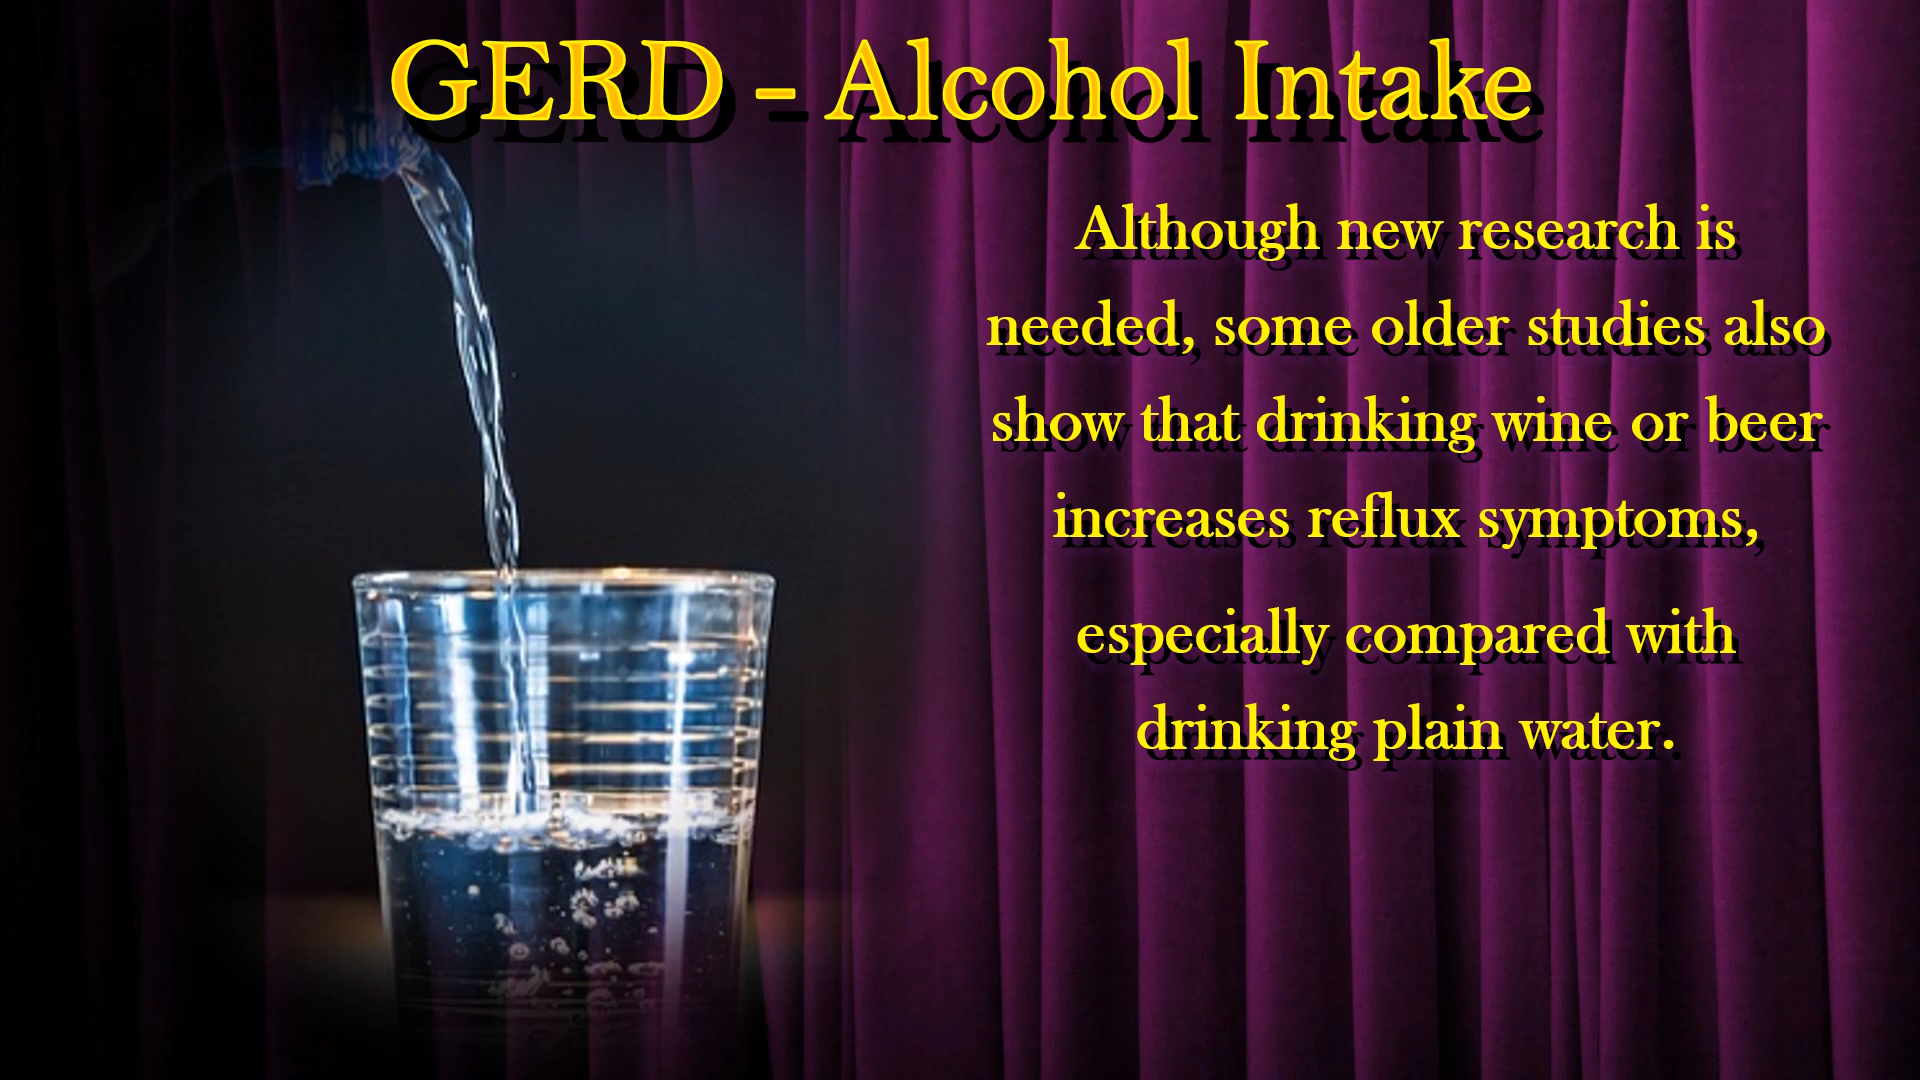 GERD - Alcohol Intake
Although new research is
needed, some older studies also
show that drinking wine or beer
increases reflux symptoms,
especially compared with
drinking plain water.